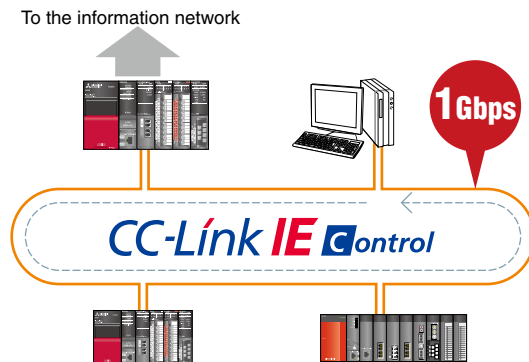 To the information network
1Gbps
CC-Link IE Control